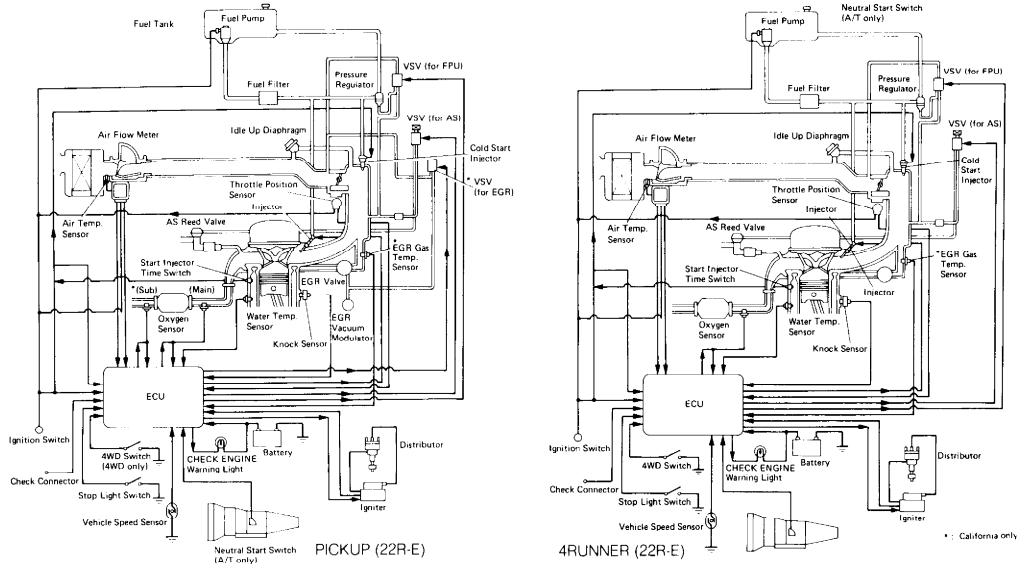 Fuel Tank
Fuel Pump
VSV (for FPU)
Pressure
Regulator
Fuel Filter
VSV (for AS)
Idle Up Diaphragm
Air Flow Meter
Cold Start
Injector
* VSV
(for EGR)
Throttle Position
Sensor
Injector
Air Temp.
Sensor
AS Reed Valve
*
EGR Gas
Temp.
Sensor
Start Injector
Time Switch
EGR Valve
*(Sub)
(Main)
Oxygen
Sensor
Water Temp.
Sensor
EGR
Vacuum
Modulator
Knock Sensor
ECU
Ignition Switch
4WD Switch
(4WD only)
CHECK ENGINE
Warning Light
Battery
Distributor
Check Connector
Stop Light Switch
Igniter
Vehicle Speed Sensor
Neutral Start Switch
(A/T only)
PICKUP (22R-E)
Neutral Start Switch
(A/T only)
Fuel Pump
VSV (for FPU)
Pressure
Regulator
Fuel Filter
VSV (for AS)
Idle Up Diaphragm
Air Flow Meter
Cold
Start
Injector
Throttle Position
Sensor
Injector
Air Temp.
Sensor
AS Reed Valve
*EGR Gas
Temp.
Sensor
Start Injector
Time Switch
Injector
Oxygen
Sensor
Water Temp.
Sensor
Knock Sensor
ECU
Ignition Switch
4WD Switch
CHECK ENGINE
Warning Light
Battery
Distributor
Check Connector
Stop Light Switch
Igniter
Vehicle Speed Sensor
4RUNNER (22R-E)
* : California only